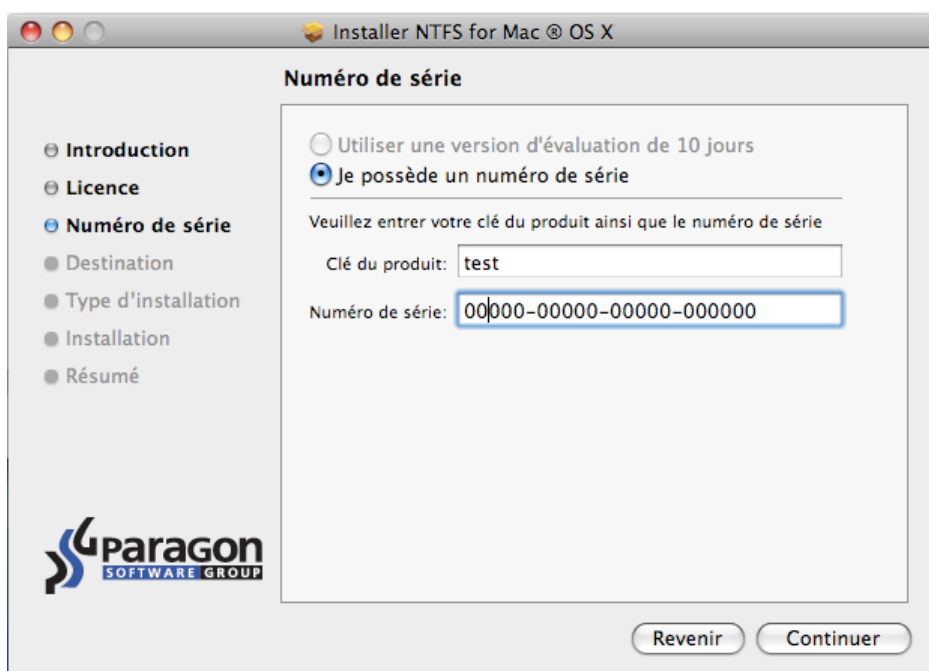 Installer NTFS for Mac ® OS X
Numéro de série
Introduction
Licence
Numéro de série
Destination
Type d'installation
Installation
Résumé
Utiliser une version d'évaluation de 10 jours
Je possède un numéro de série
Veuillez entrer votre clé du produit ainsi que le numéro de série
Clé du produit: test
Numéro de série: 00000-00000-00000-000000
Paragon
SOFTWARE GROUP
Revenir
Continuer